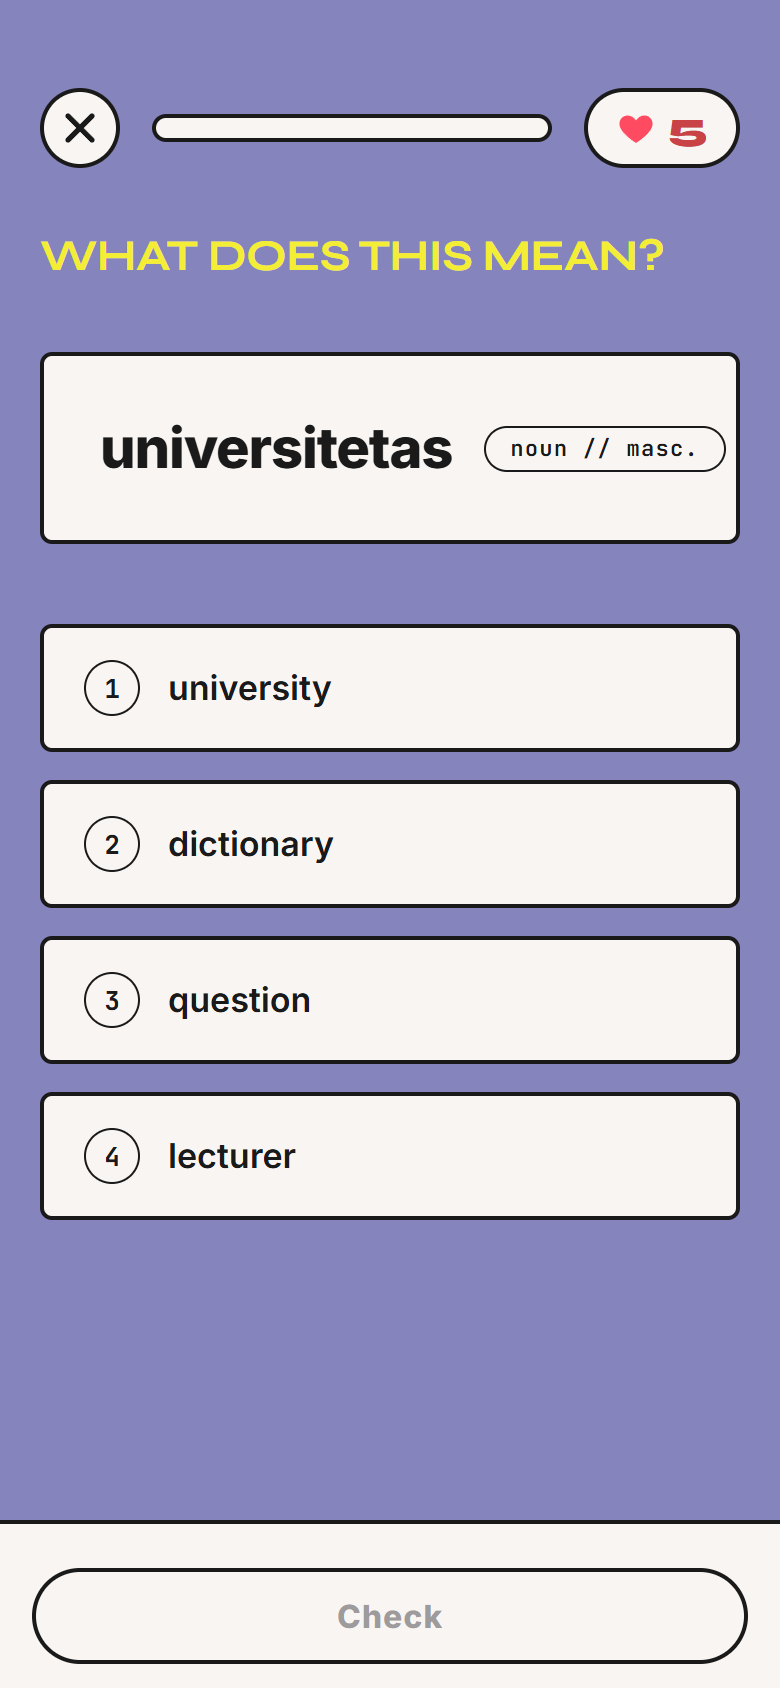 5
WHAT DOES THIS MEAN?
universitetas noun // masc.
1 university
2 dictionary
3 question
4 lecturer
Check